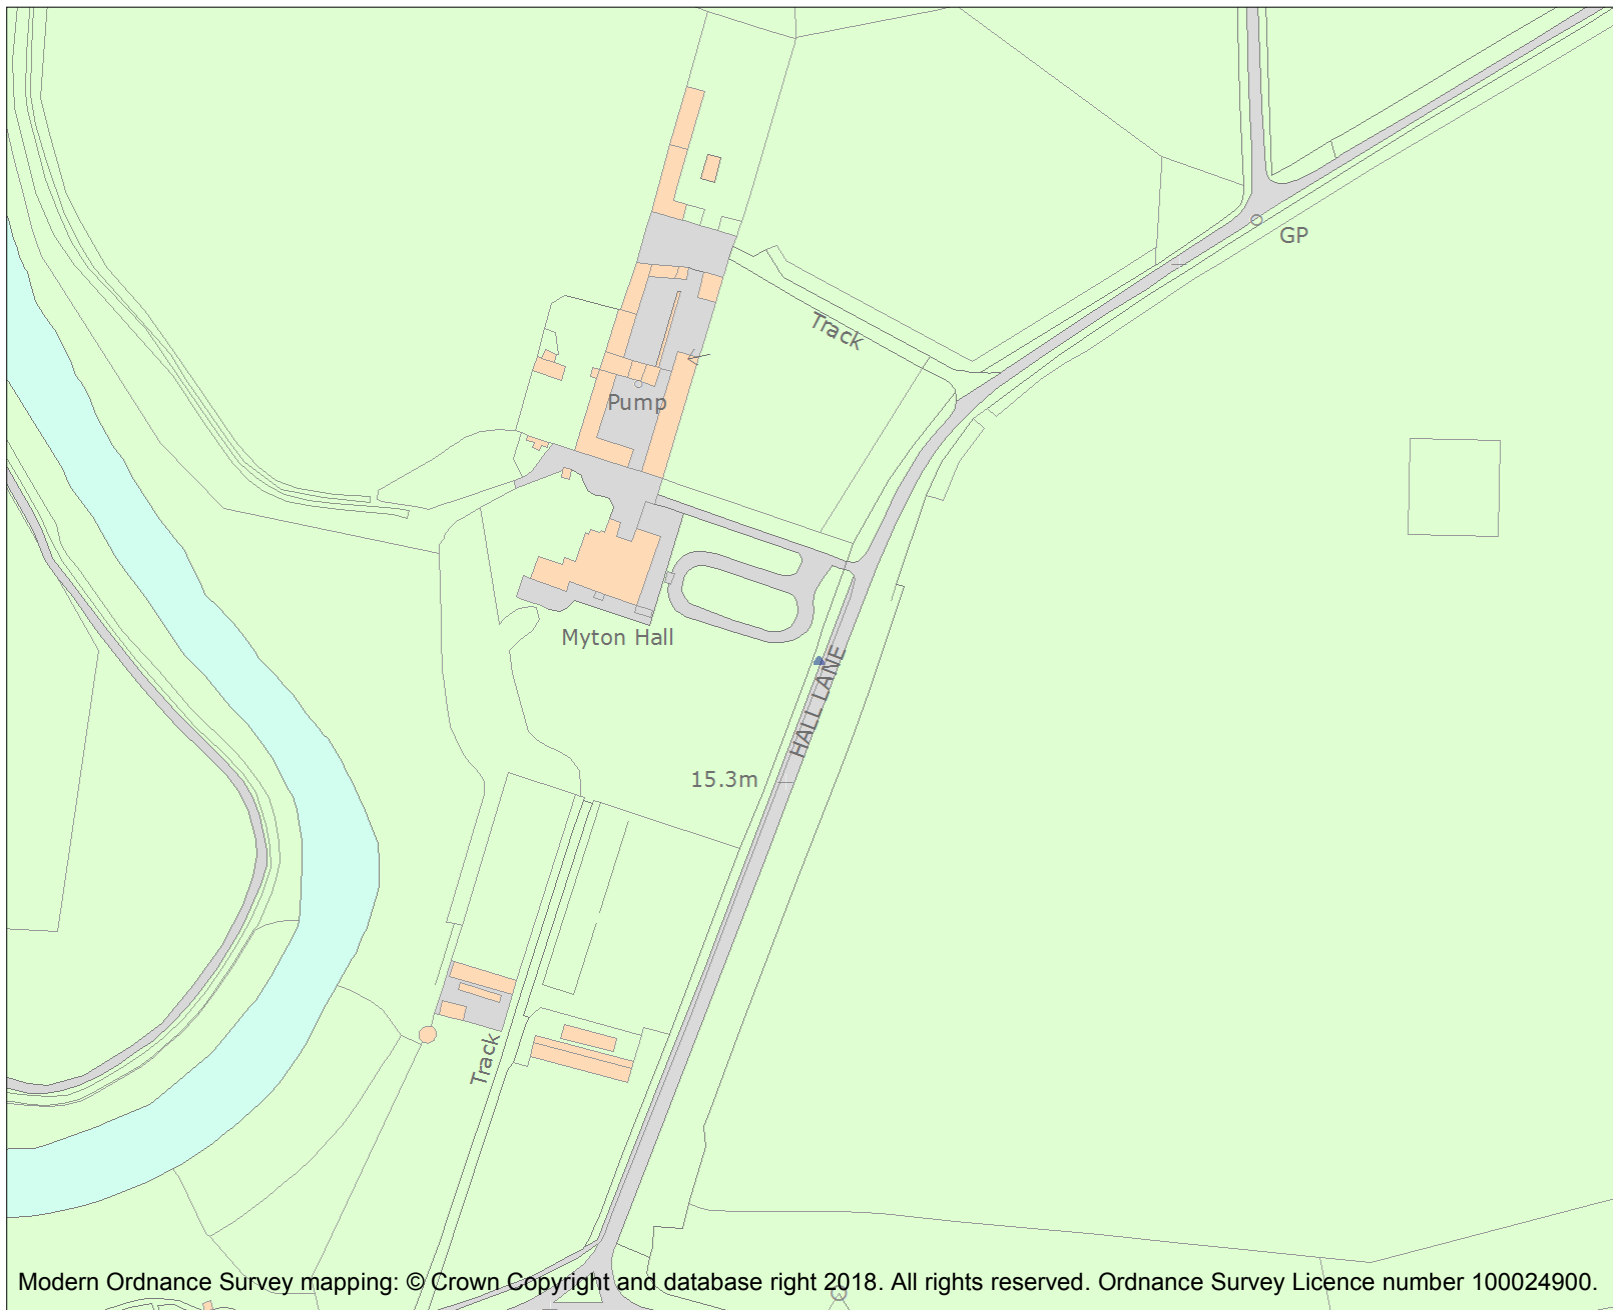 GP
Track
Pump
Myton Hall
HALL LANE
15.3m
Track
Modern Ordnance Survey mapping: © Crown Copyright and database right 2018. All rights reserved. Ordnance Survey Licence number 100024900.